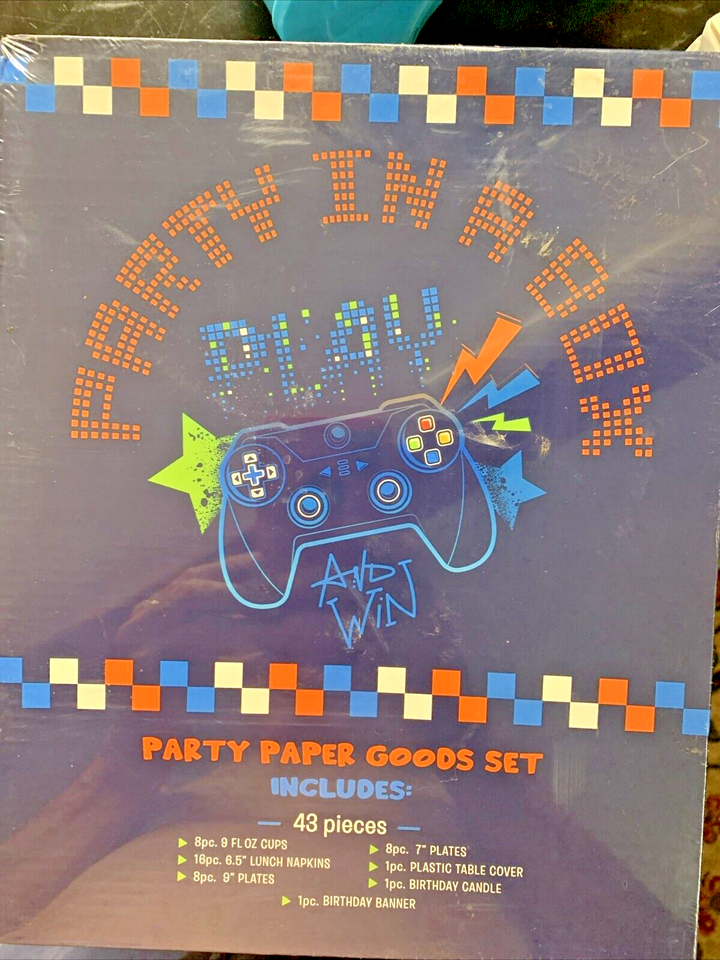 PARTY IN A BOX
PLAY
AND
WIN
PARTY PAPER GOODS SET
INCLUDES:
43 pieces
8pc. 9 FL OZ CUPS
16pc. 6.5" LUNCH NAPKINS
8pc. 9" PLATES
8pc. 7" PLATES
1pc. PLASTIC TABLE COVER
1pc. BIRTHDAY CANDLE
1pc. BIRTHDAY BANNER